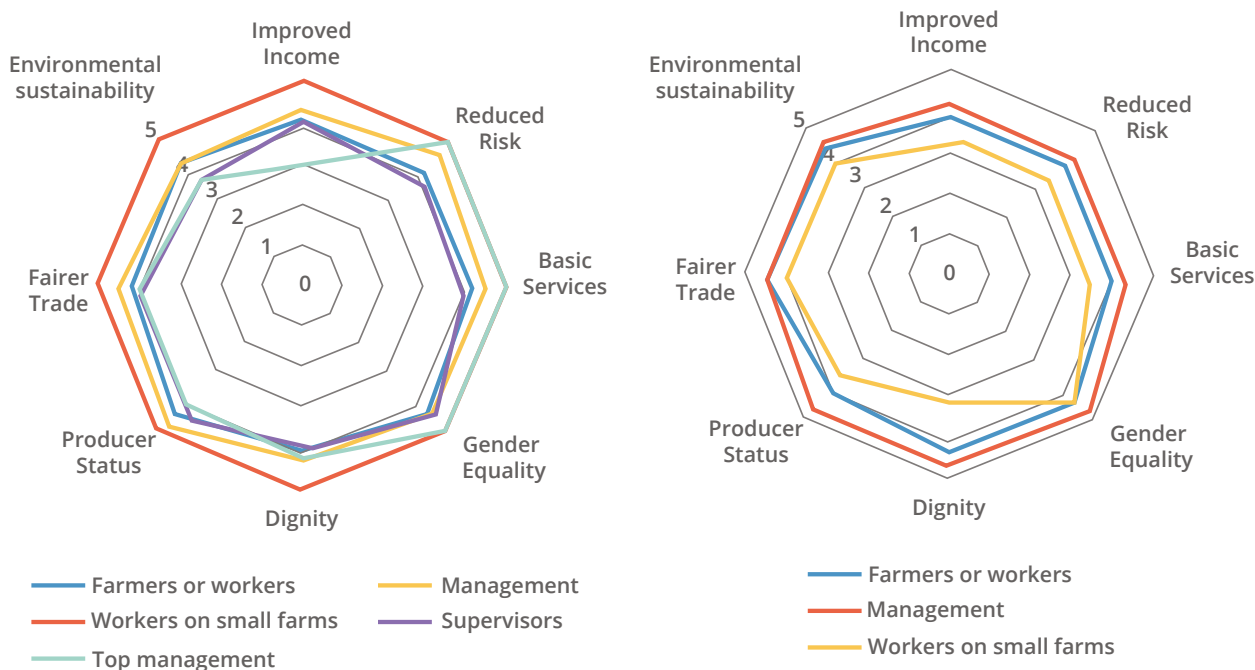 Improved
Income
Environmental
sustainability
Reduced
Risk
5
4
3
2
1
0
Fairer
Trade
Basic
Services
Producer
Status
Gender
Equality
Dignity
Farmers or workers
Management
Workers on small farms
Supervisors
Top management
Improved
Income
Environmental
sustainability
Reduced
Risk
5
4
3
2
1
0
Fairer
Trade
Basic
Services
Producer
Status
Gender
Equality
Dignity
Farmers or workers
Management
Workers on small farms